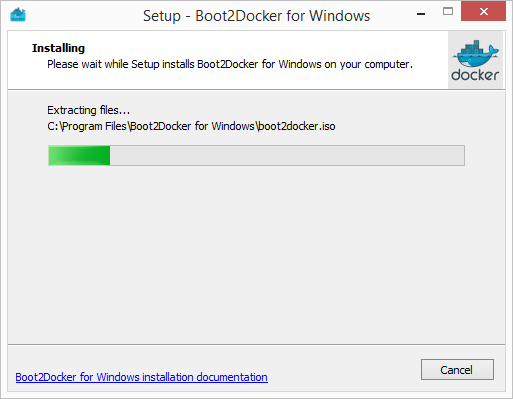 Setup - Boot2Docker for Windows
Installing
Please wait while Setup installs Boot2Docker for Windows on your computer.
docker
Extracting files...
C:\Program Files\Boot2Docker for Windows\boot2docker.iso
Boot2Docker for Windows installation documentation
Cancel